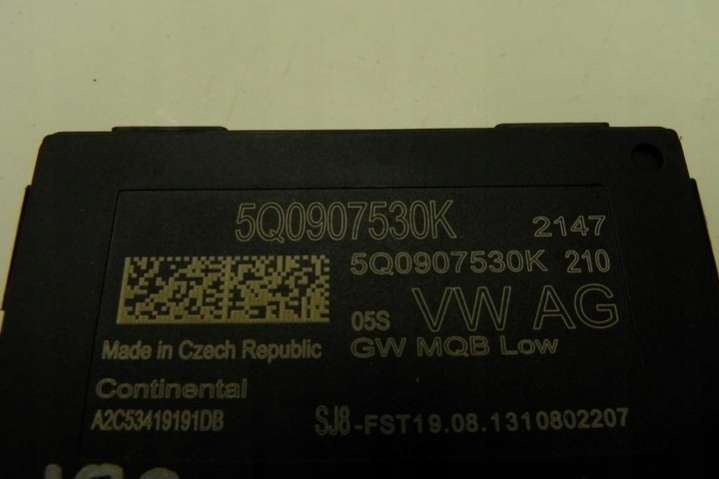 5Q0907530K 2147
5Q0907530K 210
05S VW AG
Made in Czech Republic GW MQB Low
Continental
A2C53419191DB SJ8-FST19.08.1310802207